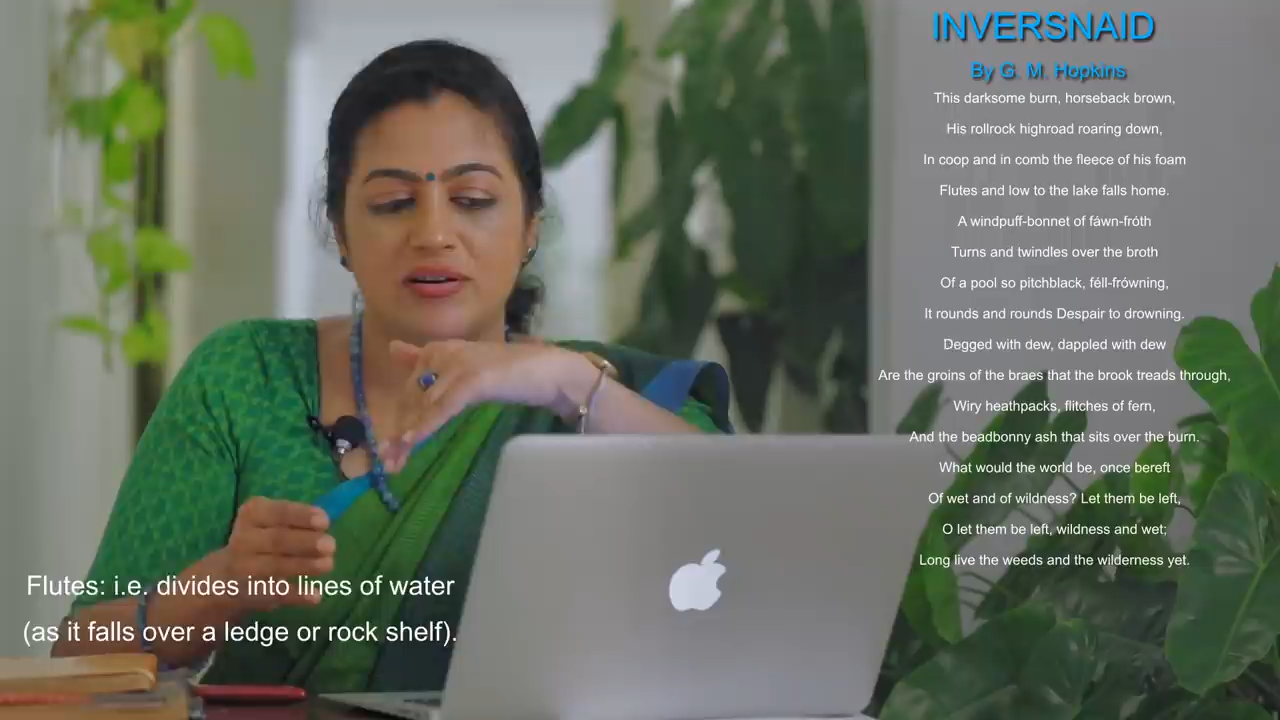 INVERSNAID
By G. M. Hopkins
This darksome burn, horseback brown,
His rollrock highroad roaring down,
In coop and in comb the fleece of his foam
Flutes and low to the lake falls home.
A windpuff-bonnet of fáwn-fróth
Turns and twindles over the broth
Of a pool so pitchblack, féll-frówning,
It rounds and rounds Despair to drowning.
Degged with dew, dappled with dew
Are the groins of the braes that the brook treads through,
Wiry heathpacks, flitches of fern,
And the beadbonny ash that sits over the burn.
What would the world be, once bereft
Of wet and of wildness? Let them be left,
O let them be left, wildness and wet;
Long live the weeds and the wilderness yet.
Flutes: i.e. divides into lines of water
(as it falls over a ledge or rock shelf).